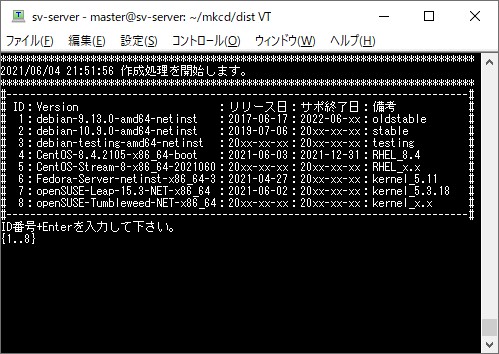 sv-server - master@sv-server: ~/mkcd/dist VT
ファイル(F) 編集(E) 設定(S) コントロール(O) ウィンドウ(W) ヘルプ(H)
********************************************************************************
2021/06/04 21:51:56 作成処理を開始します。
********************************************************************************
#------------------------------------------------------------------------------#
ID：Version ：リリース日：サポ終了日：備考
1：debian-9.13.0-amd64-netinst ：2017-06-17：2022-06-xx：oldstable
2：debian-10.9.0-amd64-netinst ：2019-07-06：20xx-xx-xx：stable
3：debian-testing-amd64-netinst ：20xx-xx-xx：20xx-xx-xx：testing
4：CentOS-8.4.2105-x86_64-boot ：2021-06-03：2021-12-31：RHEL_8.4
5：CentOS-Stream-8-x86_64-2021060：20xx-xx-xx：20xx-xx-xx：RHEL_x.x
6：Fedora-Server-netinst-x86_64-3：2021-04-27：20xx-xx-xx：kernel_5.11
7：openSUSE-Leap-15.3-NET-x86_64 ：2021-06-02：20xx-xx-xx：kernel_5.3.18
8：openSUSE-Tumbleweed-NET-x86_64：20xx-xx-xx：20xx-xx-xx：kernel_x.x
#------------------------------------------------------------------------------#
ID番号+Enterを入力して下さい。
{1..8}